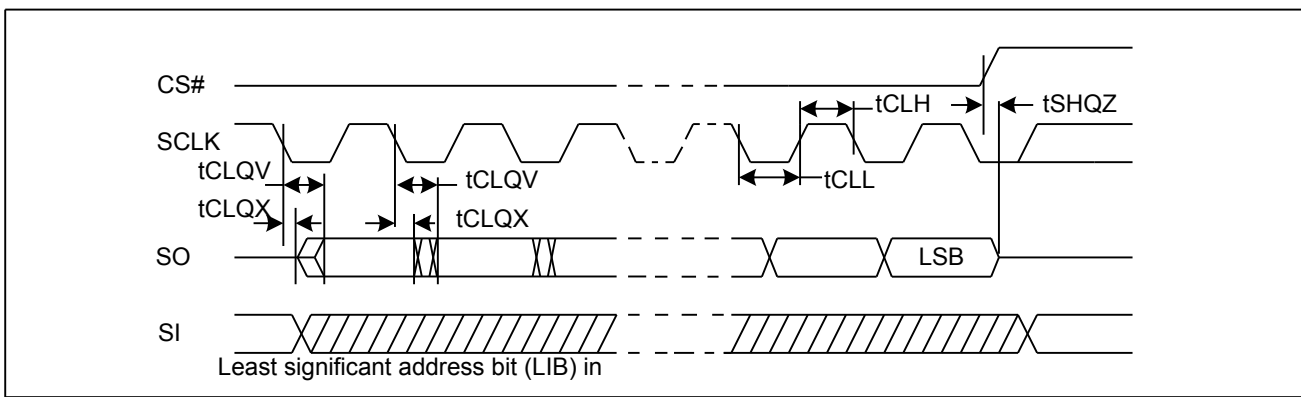 CS#
tCLH
tSHQZ
SCLK
tCLQV
tCLQV
tCLL
tCLQX
tCLQX
SO
LSB
SI
Least significant address bit (LIB) in